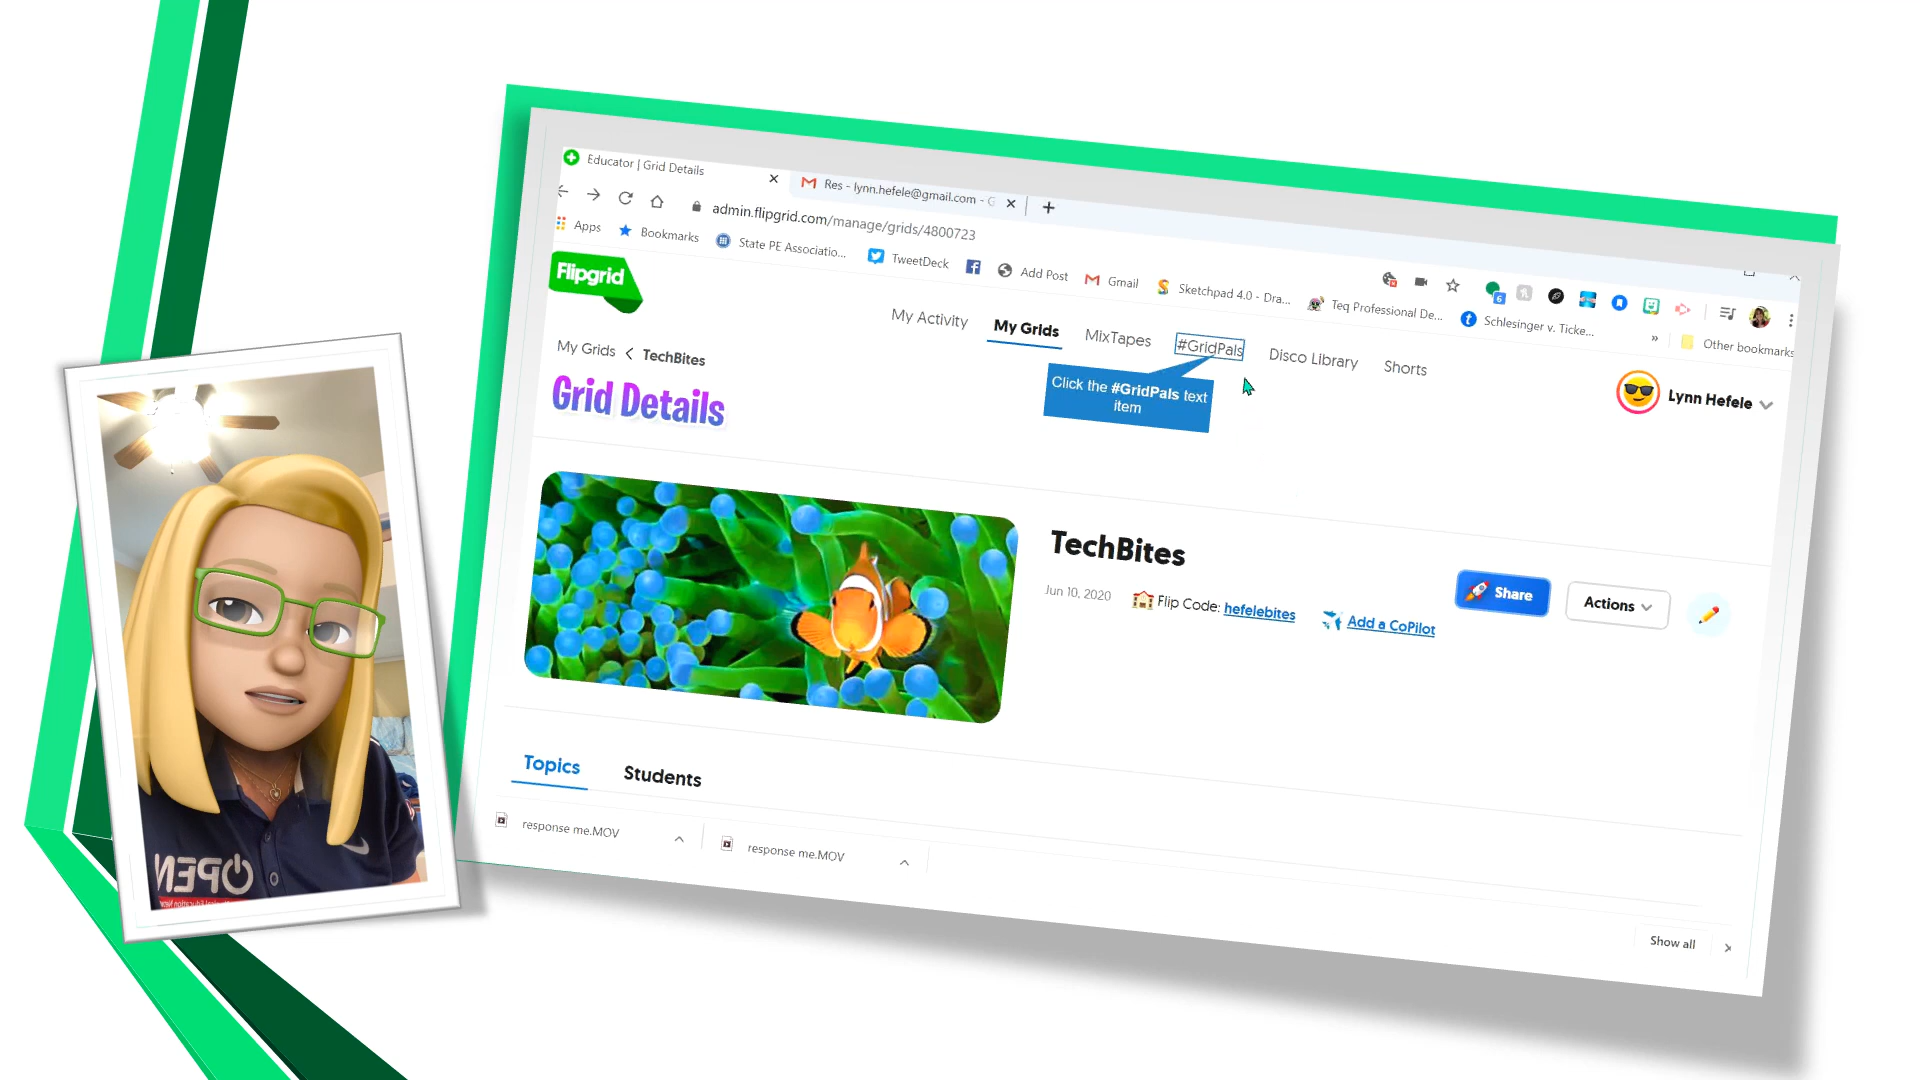 Educator | Grid Details
Res - lynn.hefele@gmail.com - G
admin.flipgrid.com/manage/grids/4800723
Apps
Bookmarks
State PE Associatio...
TweetDeck
Add Post
Gmail
Sketchpad 4.0 - Dra...
Teq Professional De...
Schlesinger v. Ticke...
»
Other bookmarks
6
Flipgrid
My Activity
My Grids
MixTapes
#GridPals
Disco Library
Shorts
Click the #GridPals text
item
Lynn Hefele
My Grids < TechBites
Grid Details
TechBites
Jun 10, 2020
Flip Code: hefelebites
Add a CoPilot
Share
Actions
Topics
Students
response me.MOV
response me.MOV
Show all
OPEN